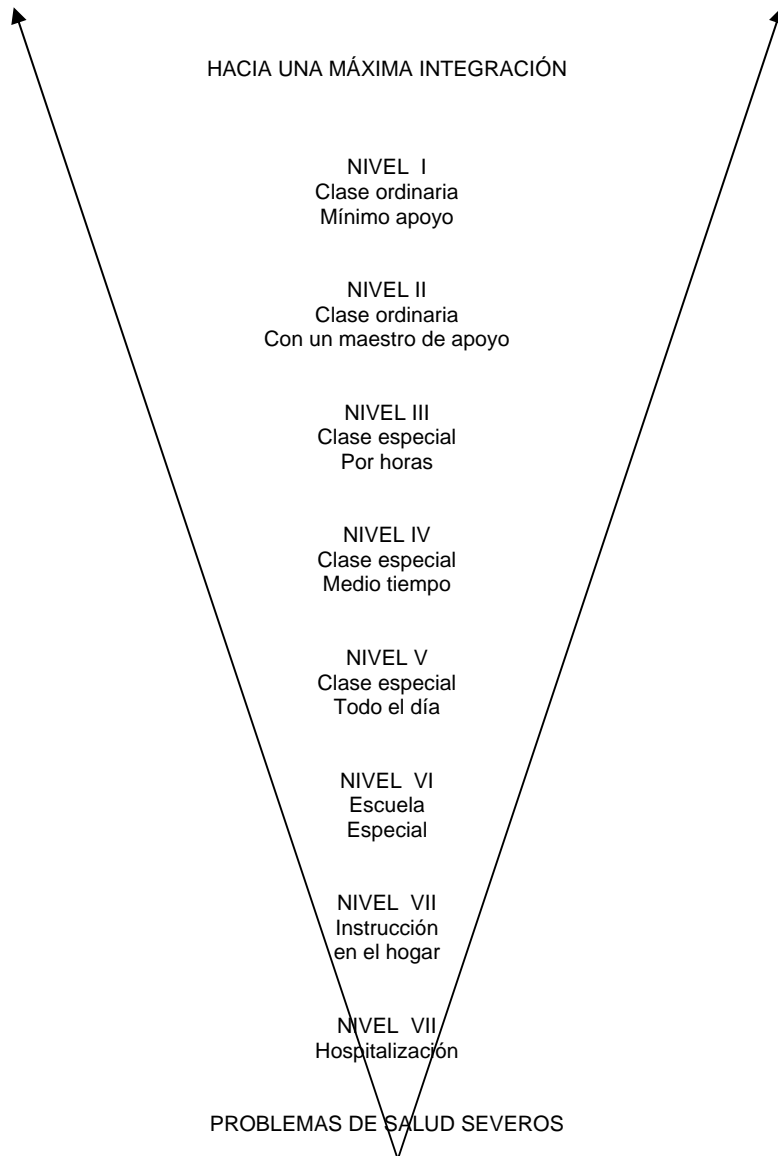 HACIA UNA MÁXIMA INTEGRACIÓN
NIVEL I
Clase ordinaria
Mínimo apoyo
NIVEL II
Clase ordinaria
Con un maestro de apoyo
NIVEL III
Clase especial
Por horas
NIVEL IV
Clase especial
Medio tiempo
NIVEL V
Clase especial
Todo el día
NIVEL VI
Escuela
Especial
NIVEL VII
Instrucción
en el hogar
NIVEL VII
Hospitalización
PROBLEMAS DE SALUD SEVEROS